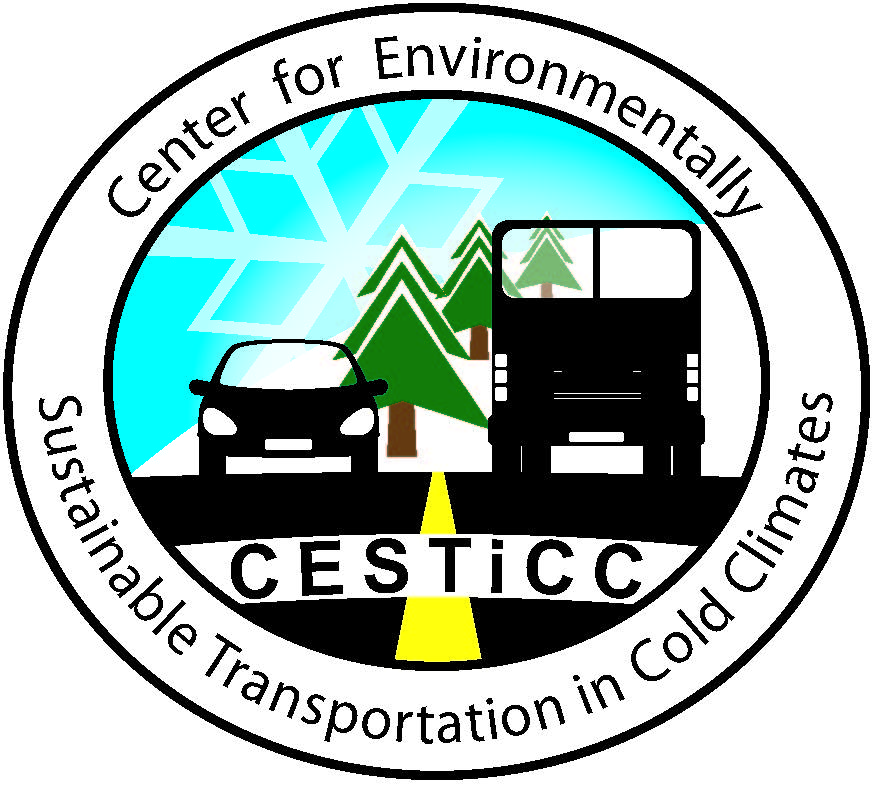 Center for Environmentally
Sustainable Transportation in Cold Climates
CESTiCC